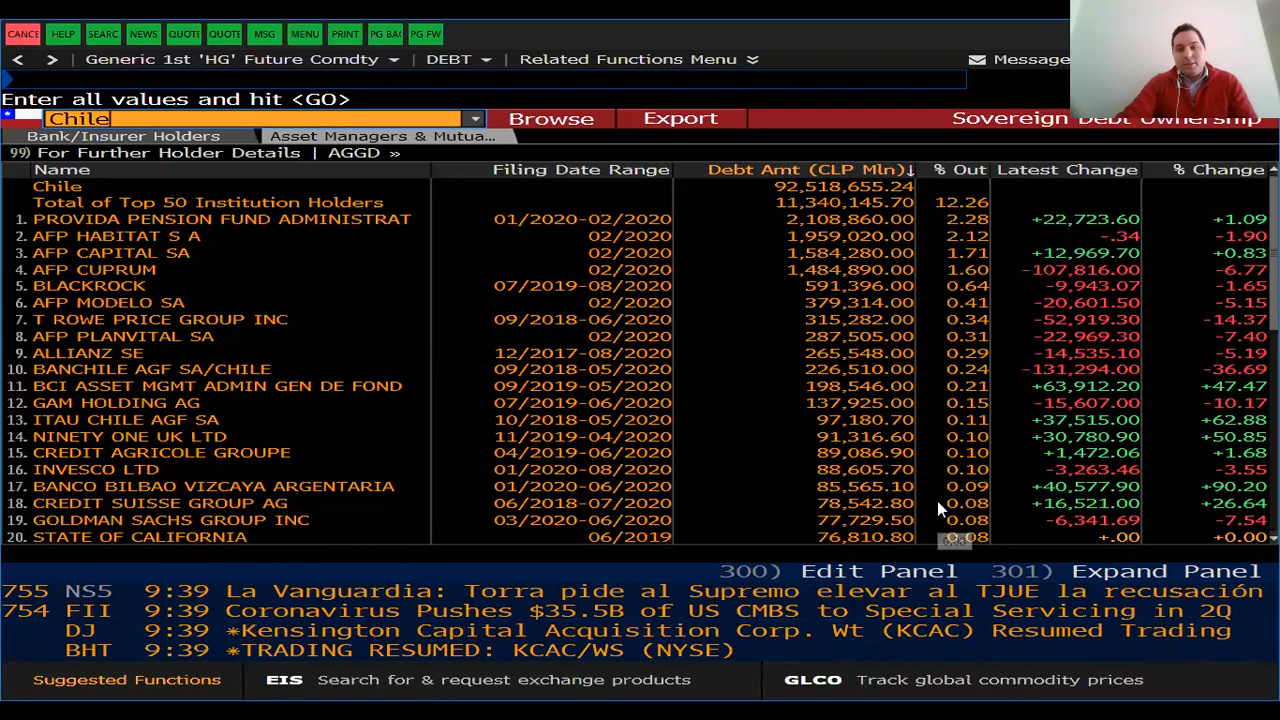 CANCE HELP SEARC NEWS QUOTE QUOTE MSG MENU PRINT PG BAC PG FW
< > Generic 1st 'HG' Future Comdty DEBT Related Functions Menu Message
Enter all values and hit <GO>
Chile Browse Export Sovereign Debt Ownership
Bank/Insurer Holders Asset Managers & Mutua...
99) For Further Holder Details | AGGD »
Name Filing Date Range Debt Amt (CLP Mln)↓ % Out Latest Change % Change
Chile 92,518,655.24
Total of Top 50 Institution Holders 11,340,145.70 12.26
1. PROVIDA PENSION FUND ADMINISTRAT 01/2020-02/2020 2,108,860.00 2.28 +22,723.60 +1.09
2. AFP HABITAT S A 02/2020 1,959,020.00 2.12 -.34 -1.90
3. AFP CAPITAL SA 02/2020 1,584,280.00 1.71 +12,969.70 +0.83
4. AFP CUPRUM 02/2020 1,484,890.00 1.60 -107,816.00 -6.77
5. BLACKROCK 07/2019-08/2020 591,396.00 0.64 -9,943.07 -1.65
6. AFP MODELO SA 02/2020 379,314.00 0.41 -20,601.50 -5.15
7. T ROWE PRICE GROUP INC 09/2018-06/2020 315,282.00 0.34 -52,919.30 -14.37
8. AFP PLANVITAL SA 02/2020 287,505.00 0.31 -22,969.30 -7.40
9. ALLIANZ SE 12/2017-08/2020 265,548.00 0.29 -14,535.10 -5.19
10. BANCHILE AGF SA/CHILE 09/2018-05/2020 226,510.00 0.24 -131,294.00 -36.69
11. BCI ASSET MGMT ADMIN GEN DE FOND 09/2019-05/2020 198,546.00 0.21 +63,912.20 +47.47
12. GAM HOLDING AG 07/2019-06/2020 137,925.00 0.15 -15,607.00 -10.17
13. ITAU CHILE AGF SA 10/2018-05/2020 97,180.70 0.11 +37,515.00 +62.88
14. NINETY ONE UK LTD 11/2019-04/2020 91,316.60 0.10 +30,780.90 +50.85
15. CREDIT AGRICOLE GROUPE 04/2019-06/2020 89,086.90 0.10 +1,472.06 +1.68
16. INVESCO LTD 01/2020-08/2020 88,605.70 0.10 -3,263.46 -3.55
17. BANCO BILBAO VIZCAYA ARGENTARIA 01/2020-06/2020 85,565.10 0.09 +40,577.90 +90.20
18. CREDIT SUISSE GROUP AG 06/2018-07/2020 78,542.80 0.08 +16,521.00 +26.64
19. GOLDMAN SACHS GROUP INC 03/2020-06/2020 77,729.50 0.08 -6,341.69 -7.54
20. STATE OF CALIFORNIA 06/2019 76,810.80 0.08 +.00 +0.00
300) Edit Panel 301) Expand Panel
755 NS5 9:39 La Vanguardia: Torra pide al Supremo elevar al TJUE la recusación
754 FII 9:39 Coronavirus Pushes $35.5B of US CMBS to Special Servicing in 2Q
DJ 9:39 *Kensington Capital Acquisition Corp. Wt (KCAC) Resumed Trading
BHT 9:39 *TRADING RESUMED: KCAC/WS (NYSE)
Suggested Functions EIS Search for & request exchange products GLCO Track global commodity prices